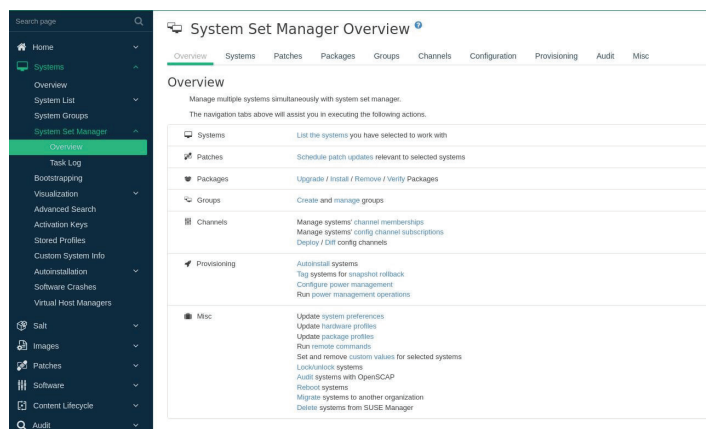 Search page
Home
Systems
Overview
System List
System Groups
System Set Manager
Overview
Task Log
Bootstrapping
Visualization
Advanced Search
Activation Keys
Stored Profiles
Custom System Info
Autoinstallation
Software Crashes
Virtual Host Managers
Salt
Images
Patches
Software
Content Lifecycle
Audit
System Set Manager Overview ?
Overview Systems Patches Packages Groups Channels Configuration Provisioning Audit Misc
Overview
Manage multiple systems simultaneously with system set manager.
The navigation tabs above will assist you in executing the following actions.
Systems List the systems you have selected to work with
Patches Schedule patch updates relevant to selected systems
Packages Upgrade / Install / Remove / Verify Packages
Groups Create and manage groups
Channels Manage systems' channel memberships
Manage systems' config channel subscriptions
Deploy / Diff config channels
Provisioning Autoinstall systems
Tag systems for snapshot rollback
Configure power management
Run power management operations
Misc Update system preferences
Update hardware profiles
Update package profiles
Run remote commands
Set and remove custom values for selected systems
Lock/unlock systems
Audit systems with OpenSCAP
Reboot systems
Migrate systems to another organization
Delete systems from SUSE Manager